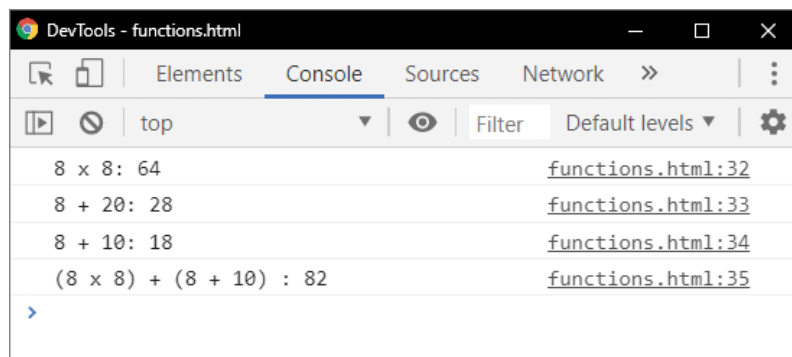 DevTools - functions.html
Elements Console Sources Network »
top Filter Default levels ▼
8 x 8: 64 functions.html:32
8 + 20: 28 functions.html:33
8 + 10: 18 functions.html:34
(8 x 8) + (8 + 10) : 82 functions.html:35
>